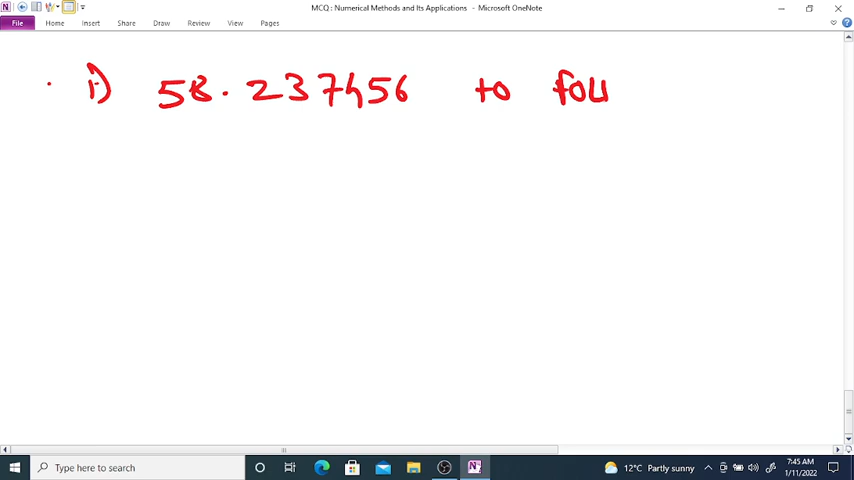 MCQ : Numerical Methods and Its Applications - Microsoft OneNote
File Home Insert Share Draw Review View Pages
i) 58.237456 to fou
Type here to search
12°C Partly sunny
7:45 AM
1/11/2022